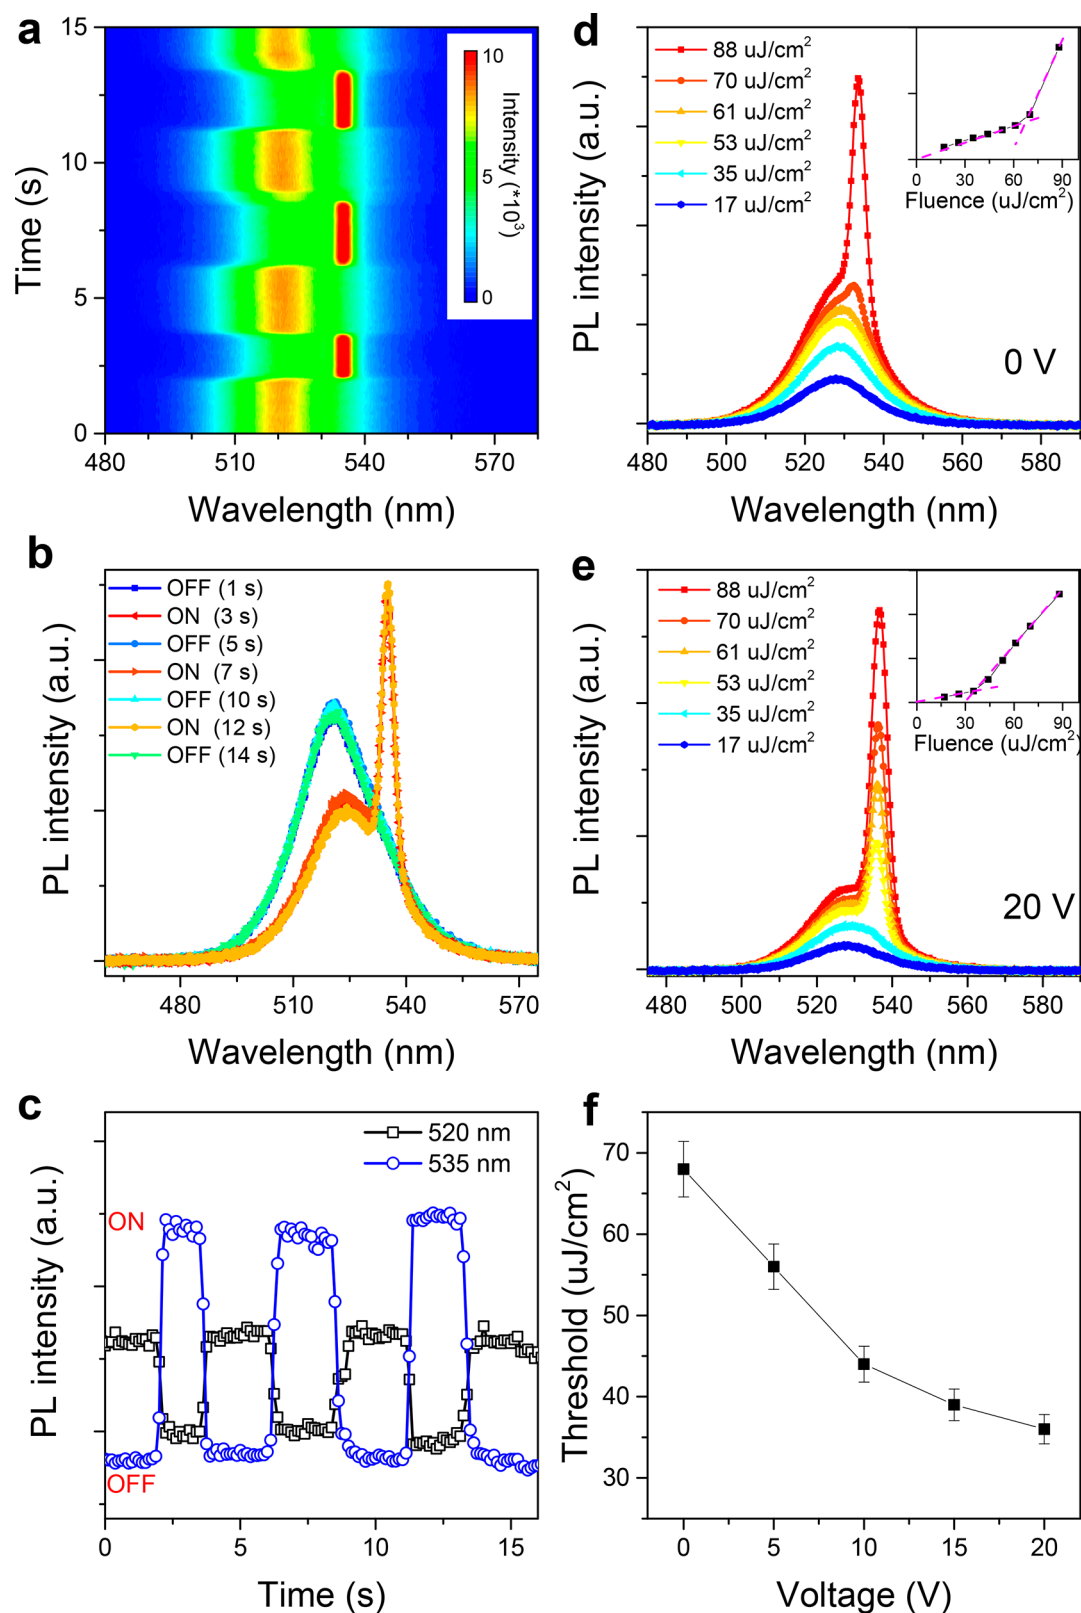 a
15
10
5
0
Time (s)
480
510
540
570
Wavelength (nm)
10
5
0
Intensity (*10³)
b
OFF (1 s)
ON (3 s)
OFF (5 s)
ON (7 s)
OFF (10 s)
ON (12 s)
OFF (14 s)
PL intensity (a.u.)
480
510
540
570
Wavelength (nm)
c
520 nm
535 nm
ON
OFF
PL intensity (a.u.)
0
5
10
15
Time (s)
d
88 uJ/cm²
70 uJ/cm²
61 uJ/cm²
53 uJ/cm²
35 uJ/cm²
17 uJ/cm²
0 30 60 90
Fluence (uJ/cm²)
0 V
PL intensity (a.u.)
480 500 520 540 560 580
Wavelength (nm)
e
88 uJ/cm²
70 uJ/cm²
61 uJ/cm²
53 uJ/cm²
35 uJ/cm²
17 uJ/cm²
0 30 60 90
Fluence (uJ/cm²)
20 V
PL intensity (a.u.)
480 500 520 540 560 580
Wavelength (nm)
f
70
60
50
40
30
Threshold (uJ/cm²)
0 5 10 15 20
Voltage (V)